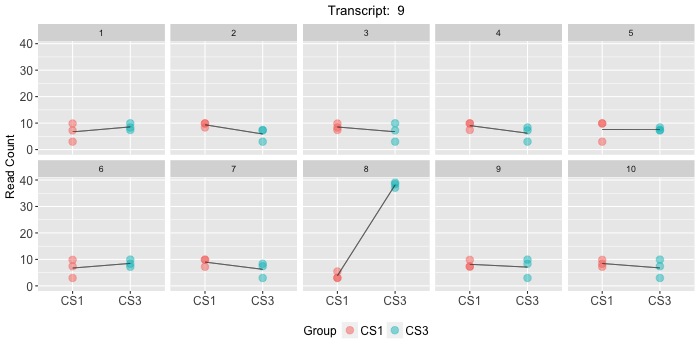 Transcript: 9
1 2 3 4 5
40
30
20
10
0
Read Count
6 7 8 9 10
40
30
20
10
0
CS1 CS3 CS1 CS3 CS1 CS3 CS1 CS3 CS1 CS3
Group CS1 CS3